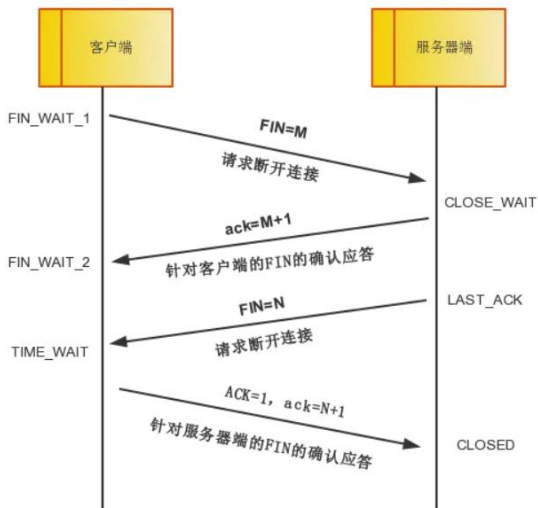 客户端
服务器端
FIN_WAIT_1
FIN=M
请求断开连接
CLOSE_WAIT
ack=M+1
针对客户端的FIN的确认应答
FIN_WAIT_2
LAST_ACK
FIN=N
请求断开连接
TIME_WAIT
ACK=1, ack=N+1
针对服务器端的FIN的确认应答
CLOSED